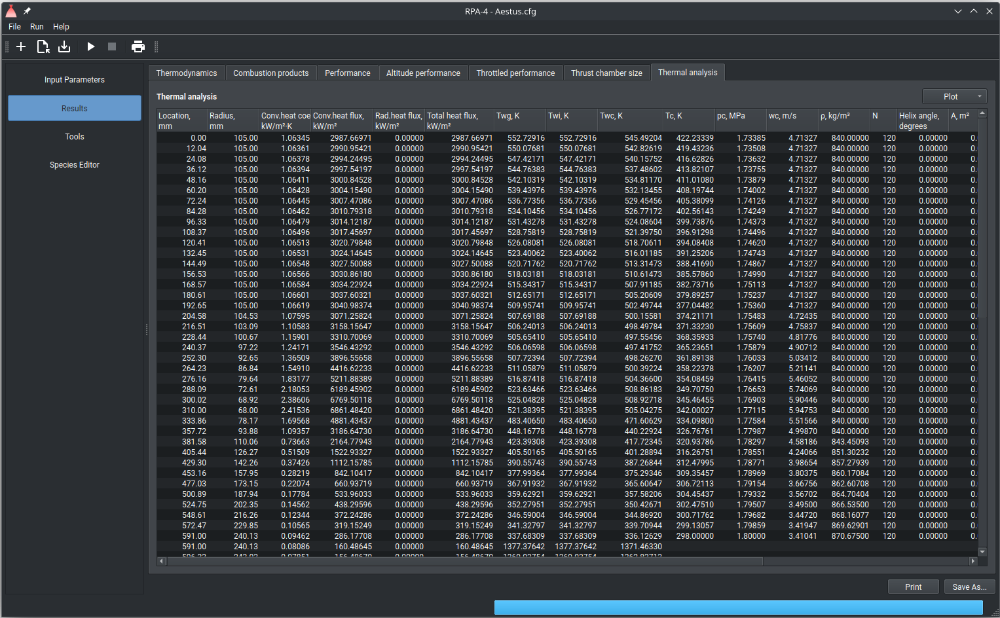 RPA-4 - Aestus.cfg
File Run Help
Input Parameters
Results
Tools
Species Editor
Thermodynamics Combustion products Performance Altitude performance Throttled performance Thrust chamber size Thermal analysis
Thermal analysis
Plot
Location, mm Radius, mm Conv.heat coe kW/m²·K Conv.heat flux, kW/m² Rad.heat flux, kW/m² Total heat flux, kW/m² Twg, K Twi, K Twc, K Tc, K pc, MPa wc, m/s ρ, kg/m³ N Helix angle, degrees A, m²
0.00 105.00 1.06345 2987.66971 0.00000 2987.66971 552.72916 552.72916 545.49204 422.23339 1.73385 4.71327 840.00000 120 0.00000 0.
12.04 105.00 1.06361 2990.95421 0.00000 2990.95421 550.07681 550.07681 542.82619 419.43236 1.73508 4.71327 840.00000 120 0.00000 0.
24.08 105.00 1.06378 2994.24495 0.00000 2994.24495 547.42171 547.42171 540.15752 416.62826 1.73632 4.71327 840.00000 120 0.00000 0.
36.12 105.00 1.06394 2997.54197 0.00000 2997.54197 544.76383 544.76383 537.48602 413.82107 1.73755 4.71327 840.00000 120 0.00000 0.
48.16 105.00 1.06411 3000.84528 0.00000 3000.84528 542.10319 542.10319 534.81170 411.01080 1.73879 4.71327 840.00000 120 0.00000 0.
60.20 105.00 1.06428 3004.15490 0.00000 3004.15490 539.43976 539.43976 532.13455 408.19744 1.74002 4.71327 840.00000 120 0.00000 0.
72.24 105.00 1.06445 3007.47086 0.00000 3007.47086 536.77356 536.77356 529.45456 405.38099 1.74126 4.71327 840.00000 120 0.00000 0.
84.28 105.00 1.06462 3010.79318 0.00000 3010.79318 534.10456 534.10456 526.77172 402.56143 1.74249 4.71327 840.00000 120 0.00000 0.
96.33 105.00 1.06479 3014.12187 0.00000 3014.12187 531.43278 531.43278 524.08604 399.73876 1.74373 4.71327 840.00000 120 0.00000 0.
108.37 105.00 1.06496 3017.45697 0.00000 3017.45697 528.75819 528.75819 521.39750 396.91298 1.74496 4.71327 840.00000 120 0.00000 0.
120.41 105.00 1.06513 3020.79848 0.00000 3020.79848 526.08081 526.08081 518.70611 394.08408 1.74620 4.71327 840.00000 120 0.00000 0.
132.45 105.00 1.06531 3024.14645 0.00000 3024.14645 523.40062 523.40062 516.01185 391.25206 1.74743 4.71327 840.00000 120 0.00000 0.
144.49 105.00 1.06548 3027.50088 0.00000 3027.50088 520.71762 520.71762 513.31473 388.41690 1.74867 4.71327 840.00000 120 0.00000 0.
156.53 105.00 1.06566 3030.86180 0.00000 3030.86180 518.03181 518.03181 510.61473 385.57860 1.74990 4.71327 840.00000 120 0.00000 0.
168.57 105.00 1.06584 3034.22924 0.00000 3034.22924 515.34317 515.34317 507.91185 382.73716 1.75113 4.71327 840.00000 120 0.00000 0.
180.61 105.00 1.06601 3037.60321 0.00000 3037.60321 512.65171 512.65171 505.20609 379.89257 1.75237 4.71327 840.00000 120 0.00000 0.
192.65 105.00 1.06619 3040.98374 0.00000 3040.98374 509.95741 509.95741 502.49744 377.04482 1.75360 4.71327 840.00000 120 0.00000 0.
204.58 104.53 1.07595 3071.25824 0.00000 3071.25824 507.69188 507.69188 500.15581 374.21171 1.75483 4.72435 840.00000 120 0.00000 0.
216.51 103.09 1.10583 3158.15647 0.00000 3158.15647 506.24013 506.24013 498.49784 371.33230 1.75609 4.75837 840.00000 120 0.00000 0.
228.44 100.67 1.15901 3310.70069 0.00000 3310.70069 505.65410 505.65410 497.55456 368.35933 1.75740 4.81776 840.00000 120 0.00000 0.
240.37 97.22 1.24171 3546.43292 0.00000 3546.43292 506.06598 506.06598 497.41752 365.23651 1.75879 4.90712 840.00000 120 0.00000 0.
252.30 92.65 1.36509 3896.55658 0.00000 3896.55658 507.72394 507.72394 498.26270 361.89138 1.76033 5.03412 840.00000 120 0.00000 0.
264.23 86.84 1.54910 4416.62233 0.00000 4416.62233 511.05879 511.05879 500.39224 358.22378 1.76207 5.21141 840.00000 120 0.00000 0.
276.16 79.64 1.83177 5211.88389 0.00000 5211.88389 516.87418 516.87418 504.36600 354.08459 1.76415 5.46052 840.00000 120 0.00000 0.
288.09 72.61 2.18053 6189.45902 0.00000 6189.45902 523.63466 523.63466 508.86183 349.70750 1.76653 5.74069 840.00000 120 0.00000 0.
300.02 68.92 2.38606 6769.50118 0.00000 6769.50118 525.04828 525.04828 508.92718 345.46455 1.76903 5.90446 840.00000 120 0.00000 0.
310.00 68.00 2.41536 6861.48420 0.00000 6861.48420 521.38395 521.38395 505.04275 342.00027 1.77115 5.94753 840.00000 120 0.00000 0.
333.86 78.17 1.69568 4881.43437 0.00000 4881.43437 483.40650 483.40650 471.60629 334.09800 1.77584 5.51566 840.00000 120 0.00000 0.
357.72 93.88 1.09357 3186.64730 0.00000 3186.64730 448.16778 448.16778 440.22924 326.76761 1.77987 4.99870 840.00000 120 0.00000 0.
381.58 110.06 0.73663 2164.77943 0.00000 2164.77943 423.39308 423.39308 417.72345 320.93786 1.78297 4.58186 843.45093 120 0.00000 0.
405.44 126.27 0.51509 1522.93327 0.00000 1522.93327 405.50165 405.50165 401.28894 316.26751 1.78551 4.24066 851.30232 120 0.00000 0.
429.30 142.26 0.37426 1112.15785 0.00000 1112.15785 390.55743 390.55743 387.26844 312.47995 1.78771 3.98654 857.27939 120 0.00000 0.
453.16 157.95 0.28219 842.10417 0.00000 842.10417 377.99364 377.99364 375.29346 309.35457 1.78969 3.80375 860.17084 120 0.00000 0.
477.03 173.15 0.22074 660.93719 0.00000 660.93719 367.91932 367.91932 365.60647 306.72113 1.79154 3.66756 862.60708 120 0.00000 0.
500.89 187.94 0.17784 533.96033 0.00000 533.96033 359.62921 359.62921 357.58206 304.45437 1.79332 3.56702 864.70404 120 0.00000 0.
524.75 202.35 0.14562 438.29596 0.00000 438.29596 352.27951 352.27951 350.42671 302.47510 1.79507 3.49500 866.53500 120 0.00000 0.
548.61 216.26 0.12344 372.24286 0.00000 372.24286 346.59004 346.59004 344.86920 300.71762 1.79682 3.44720 868.16077 120 0.00000 0.
572.47 229.85 0.10565 319.15249 0.00000 319.15249 341.32797 341.32797 339.70944 299.13057 1.79859 3.41947 869.62901 120 0.00000 0.
591.00 240.13 0.09462 286.17708 0.00000 286.17708 337.68309 337.68309 336.12629 298.00000 1.80000 3.41041 870.67500 120 0.00000 0.
591.00 240.13 0.08086 160.48645 0.00000 160.48645 1377.37642 1377.37642 1371.46330
Print Save As...